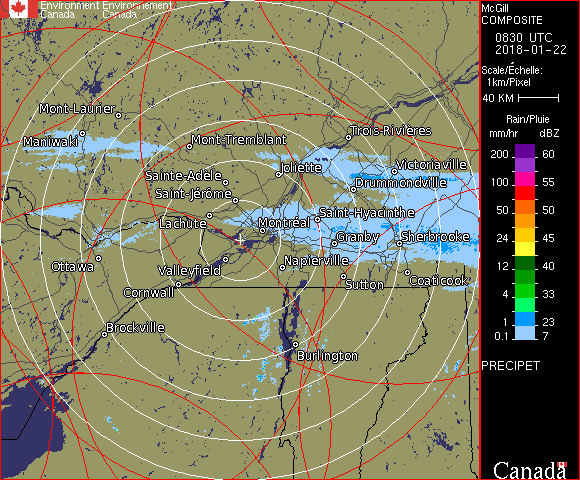 Environment Environnement
Canada Canada
McGill
COMPOSITE
0830 UTC
2018-01-22
Scale/Échelle:
1km/Pixel
40 KM
Rain/Pluie
mm/hr dBZ
200 60
100 55
50 50
24 45
12 40
4 33
1 23
0.1 7
PRECIPET
Canada
Mont-Laurier
Maniwaki
Mont-Tremblant
Trois-Rivières
Sainte-Adèle
Joliette
Victoriaville
Saint-Jérôme
Drummondville
Lachute
Montréal
Saint-Hyacinthe
Granby
Sherbrooke
Ottawa
Valleyfield
Napierville
Cornwall
Sutton
Coaticook
Brockville
Burlington